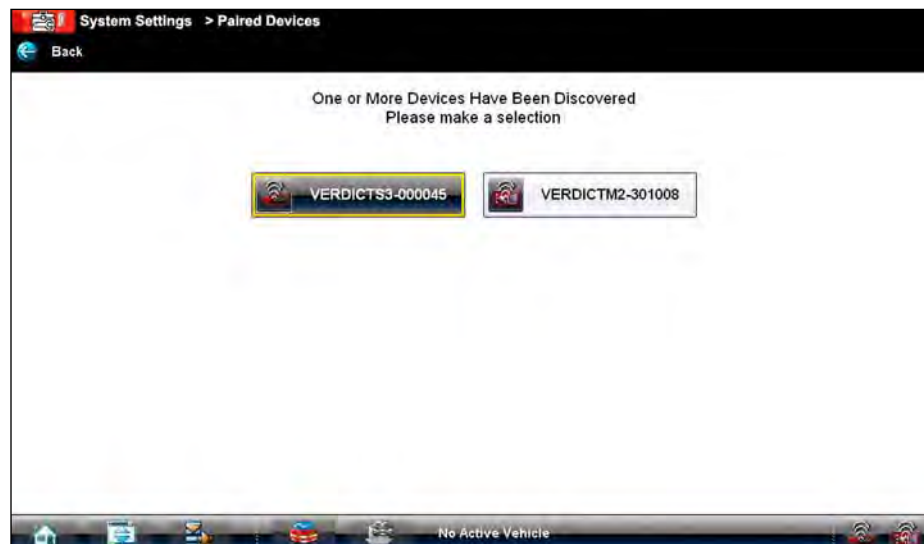 System Settings > Paired Devices
Back
One or More Devices Have Been Discovered
Please make a selection
VERDICTS3-000045
VERDICTM2-301008
No Active Vehicle